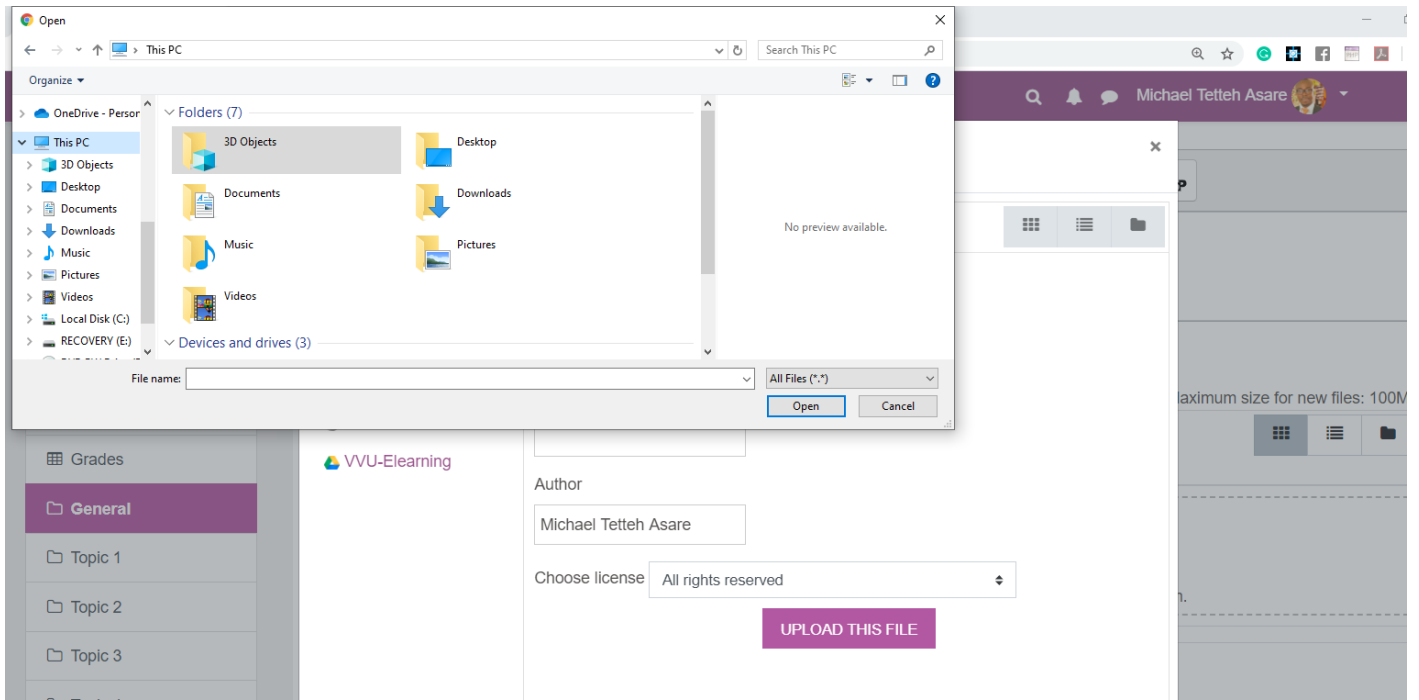 Open
This PC
Search This PC
Organize
OneDrive - Person
This PC
3D Objects
Desktop
Documents
Downloads
Music
Pictures
Videos
Local Disk (C:)
RECOVERY (E:)
Folders (7)
3D Objects
Desktop
Documents
Downloads
Music
Pictures
Videos
Devices and drives (3)
No preview available.
File name:
All Files (*.*)
Open
Cancel
Michael Tetteh Asare
aximum size for new files: 100M
Grades
General
Topic 1
Topic 2
Topic 3
VVU-Elearning
Author
Michael Tetteh Asare
Choose license
All rights reserved
UPLOAD THIS FILE